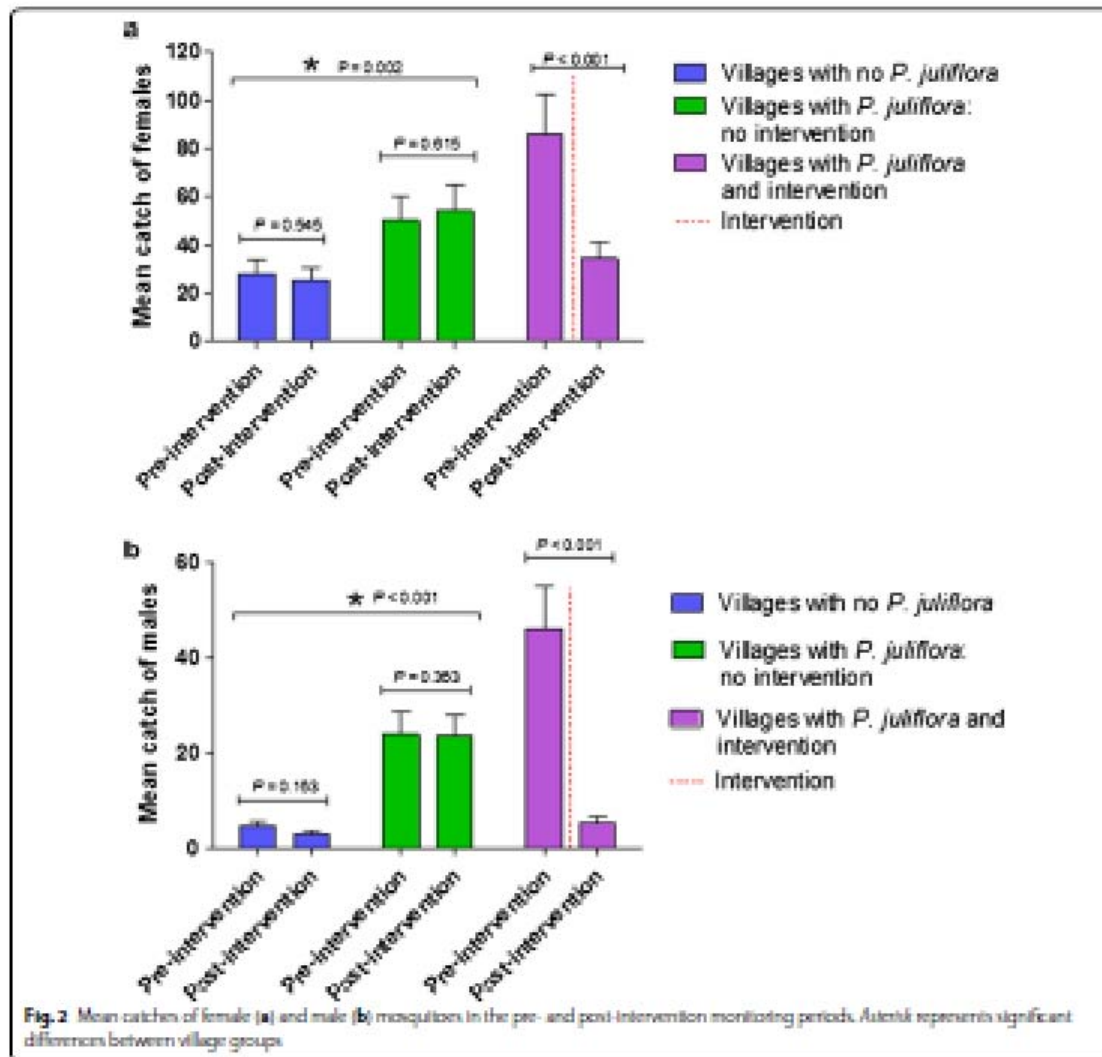 a
120
100
80
60
40
20
0
Mean catch of females
* P = 0.002
P = 0.545
P = 0.615
P < 0.001
Villages with no P. juliflora
Villages with P. juliflora:
no intervention
Villages with P. juliflora
and intervention
Intervention
Pre-intervention
Post-intervention
Pre-intervention
Post-intervention
Pre-intervention
Post-intervention
b
60
40
20
0
Mean catch of males
* P < 0.001
P = 0.163
P = 0.363
P < 0.001
Villages with no P. juliflora
Villages with P. juliflora:
no intervention
Villages with P. juliflora and
intervention
Intervention
Pre-intervention
Post-intervention
Pre-intervention
Post-intervention
Pre-intervention
Post-intervention
Fig. 2 Mean catches of female (a) and male (b) mosquitoes in the pre- and post-intervention monitoring periods. Asterisk represents significant
differences between village groups